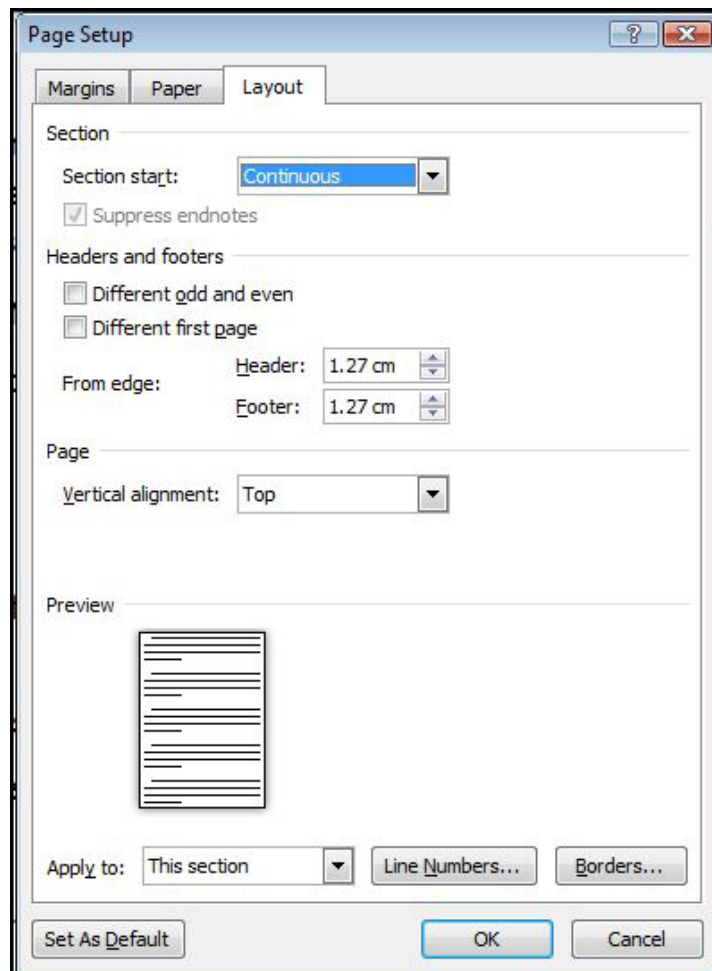 Page Setup
Margins Paper Layout
Section
Section start: Continuous
Suppress endnotes
Headers and footers
Different odd and even
Different first page
Header: 1.27 cm
From edge:
Footer: 1.27 cm
Page
Vertical alignment: Top
Preview
Apply to: This section Line Numbers... Borders...
Set As Default OK Cancel